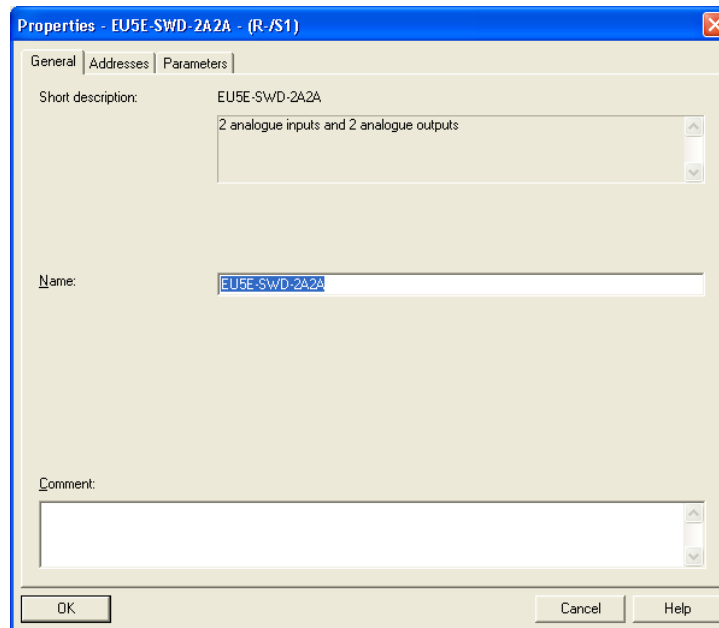 Properties - EU5E-SWD-2A2A - (R-/S1)
General Addresses Parameters
Short description: EU5E-SWD-2A2A
2 analogue inputs and 2 analogue outputs
Name: EU5E-SWD-2A2A
Comment:
OK Cancel Help